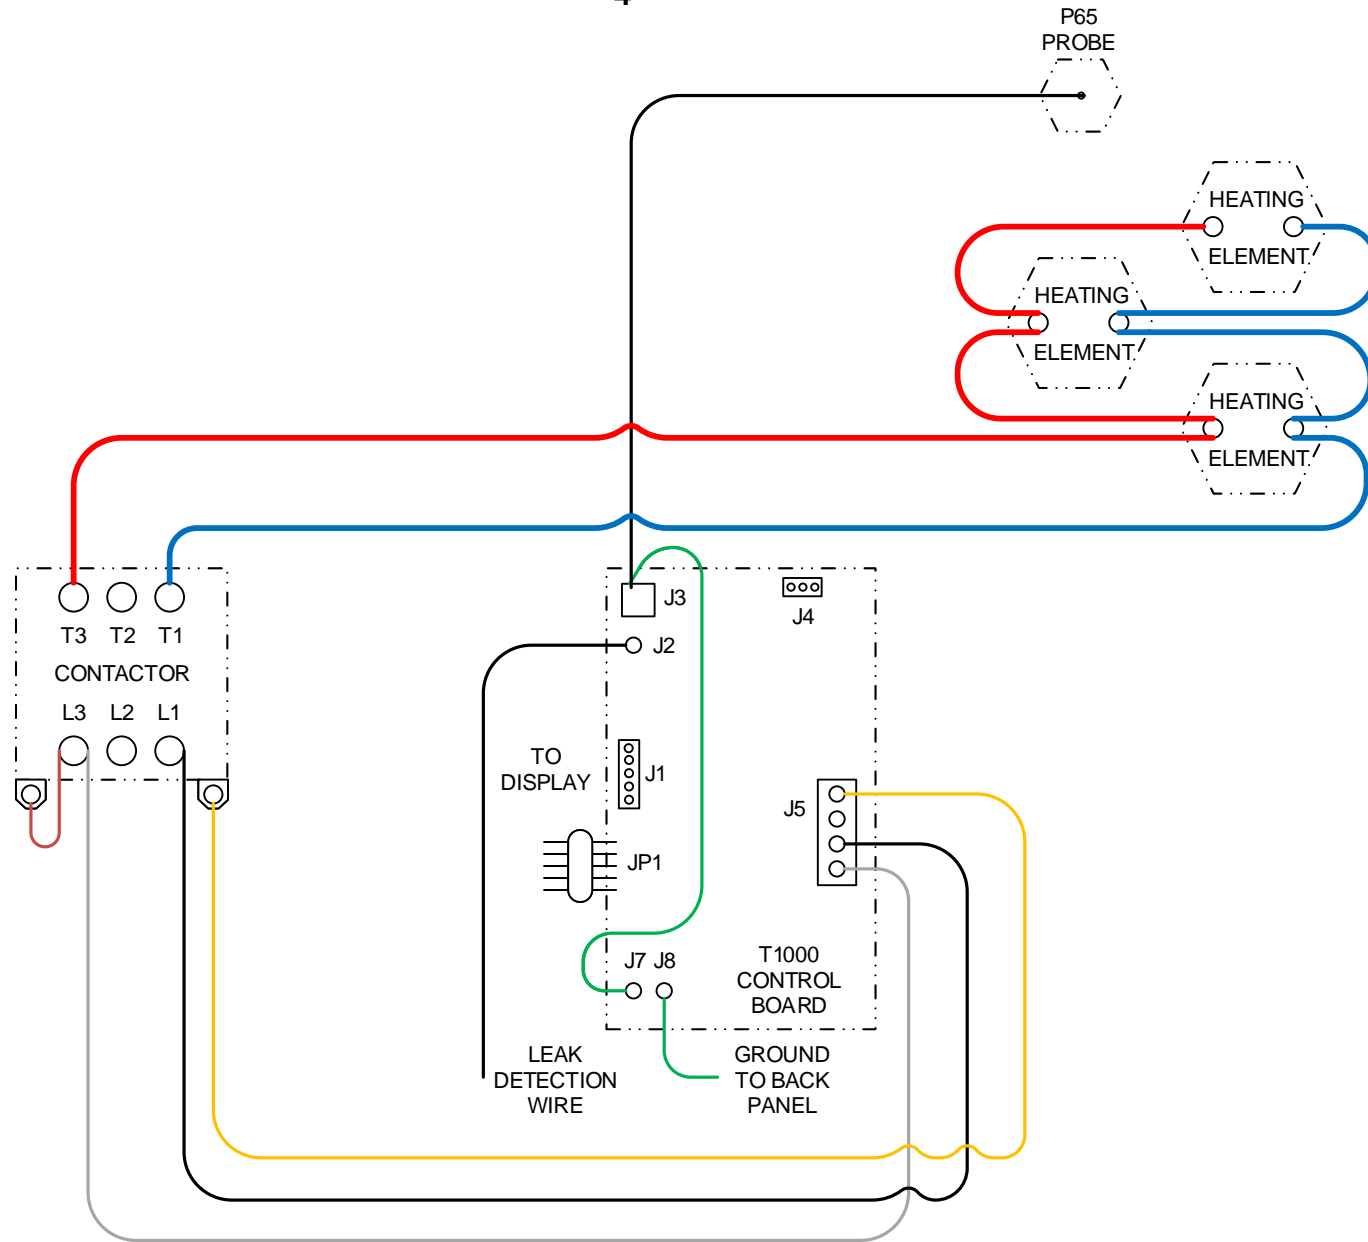 P65
PROBE
HEATING
ELEMENT
HEATING
ELEMENT
HEATING
ELEMENT
T3 T2 T1
CONTACTOR
L3 L2 L1
J3
J4
J2
TO
DISPLAY
J1
J5
JP1
J7 J8
T1000
CONTROL
BOARD
LEAK
DETECTION
WIRE
GROUND
TO BACK
PANEL